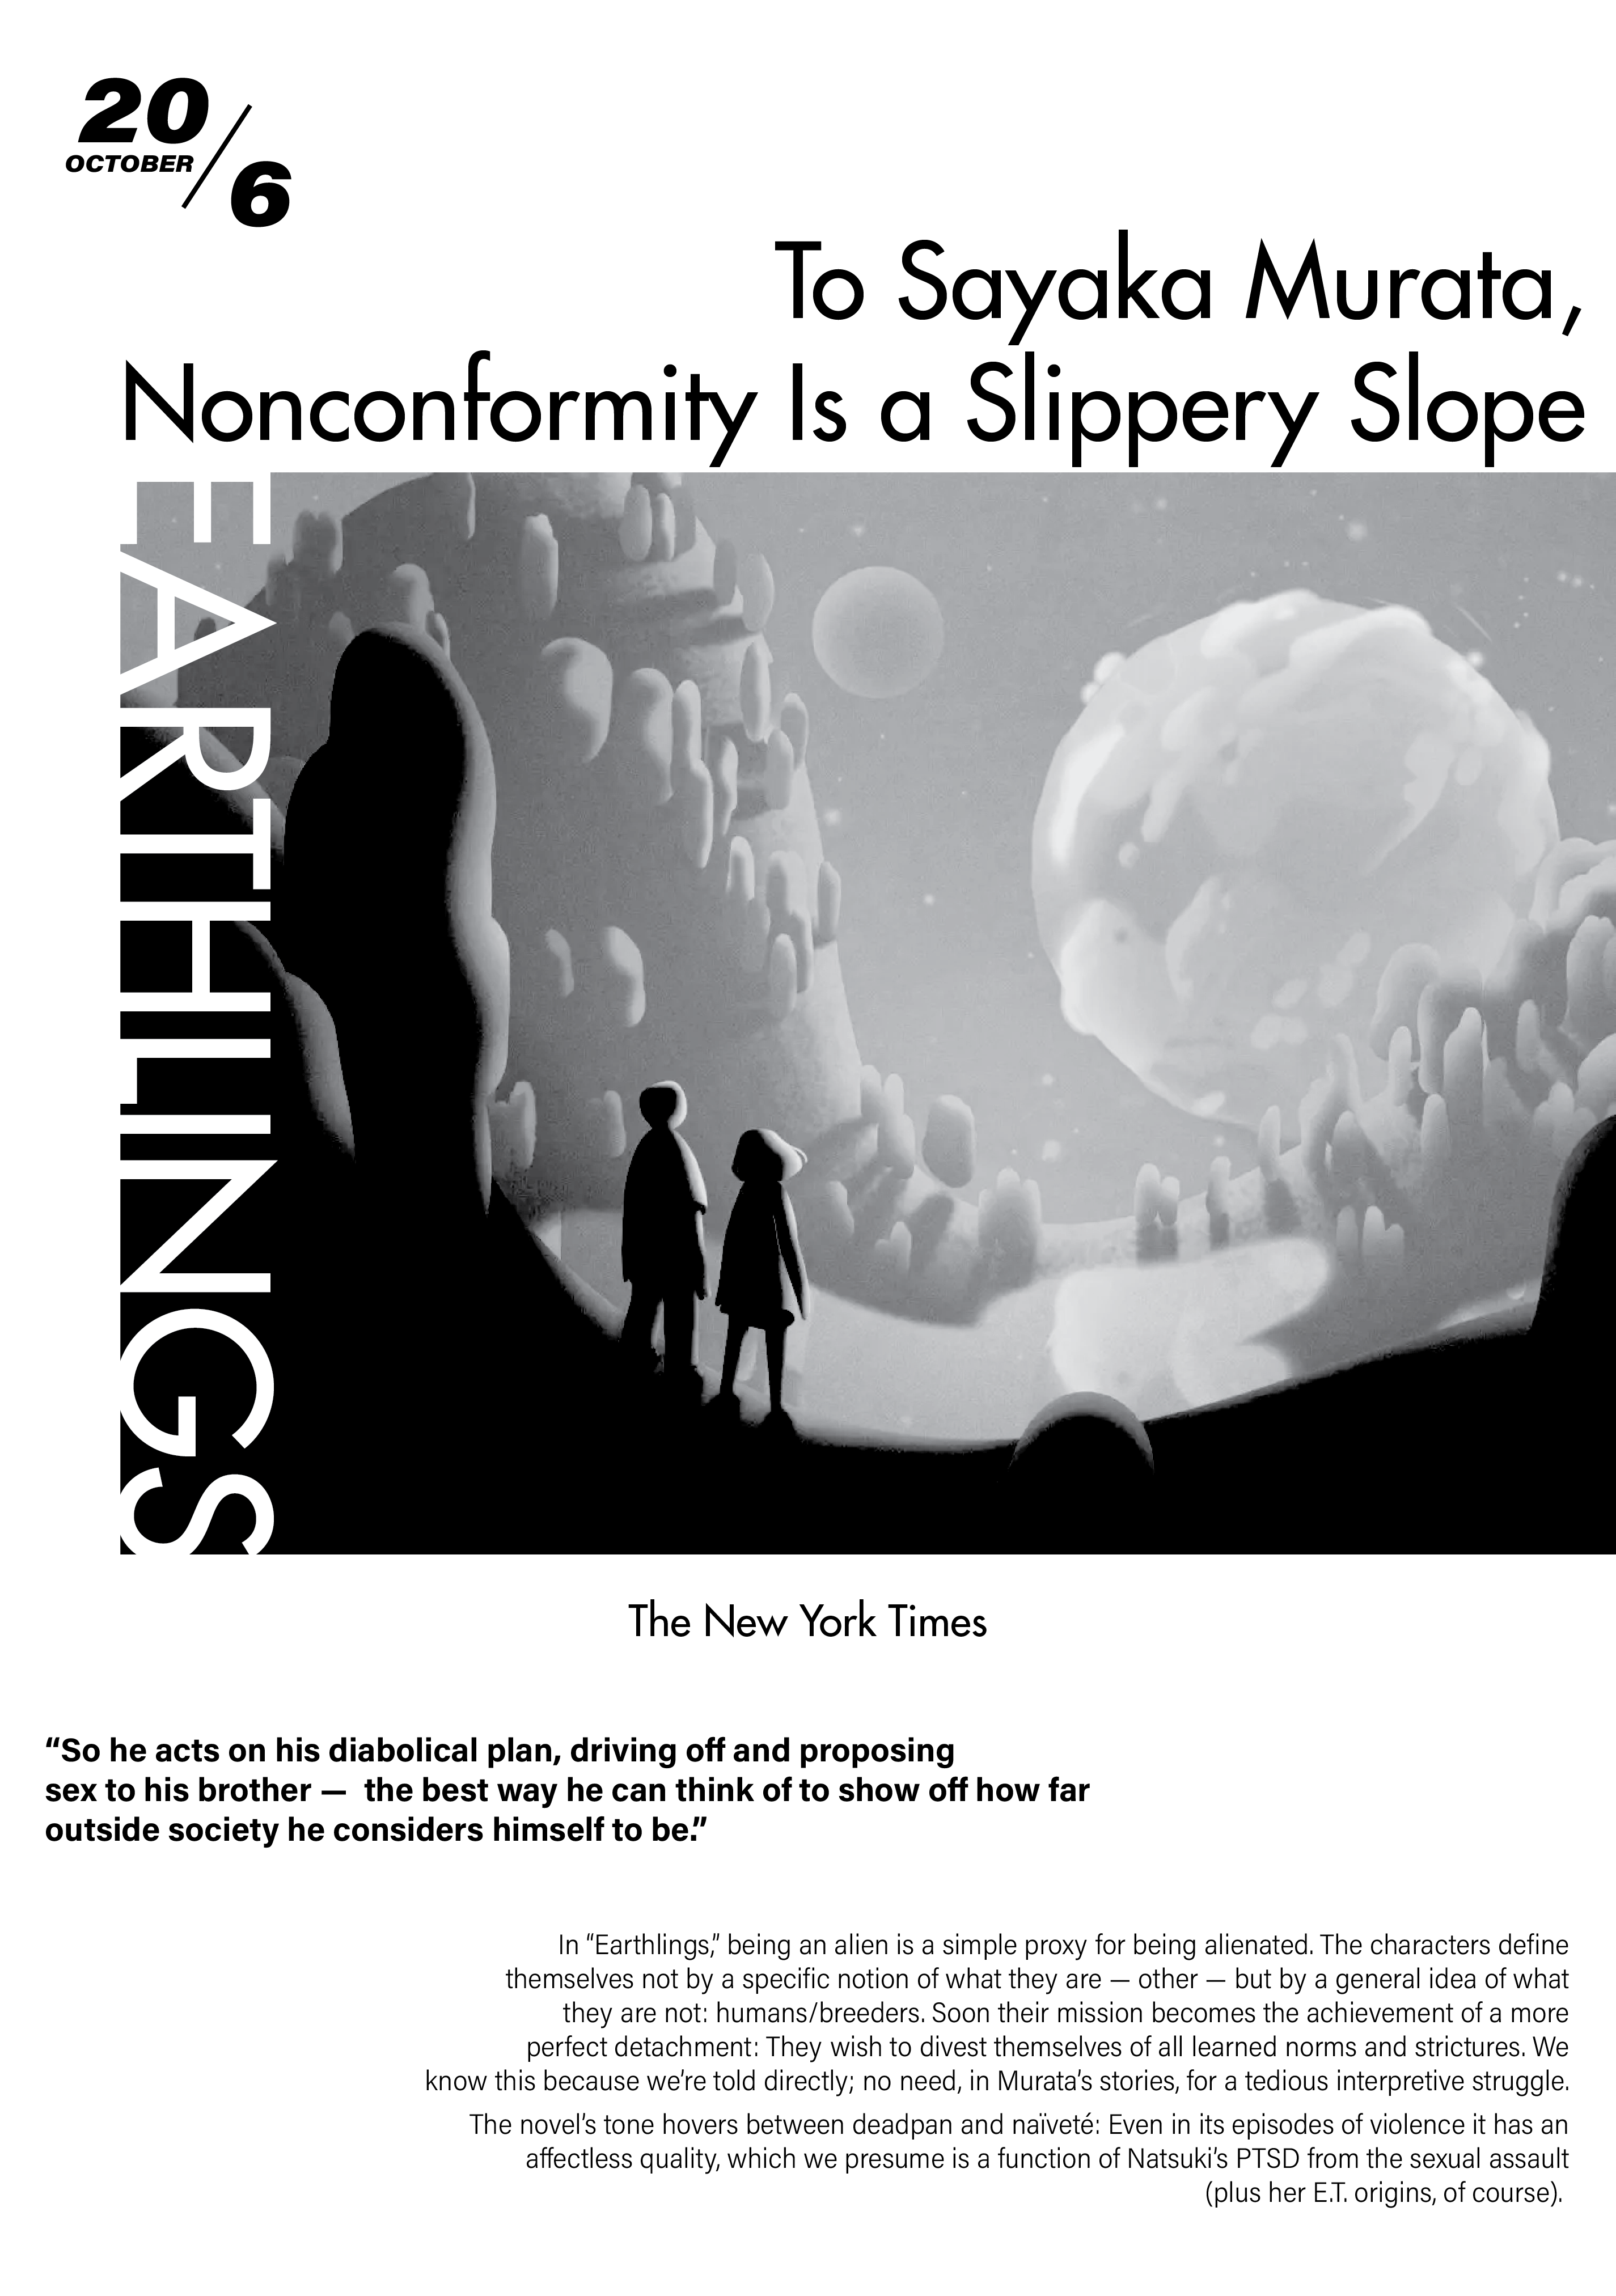 20
OCTOBER
6
To Sayaka Murata,
Nonconformity Is a Slippery Slope
EARTHLINGS
The New York Times
“So he acts on his diabolical plan, driving off and proposing
sex to his brother —  the best way he can think of to show off how far
outside society he considers himself to be.”
In “Earthlings,” being an alien is a simple proxy for being alienated. The characters define
themselves not by a specific notion of what they are — other — but by a general idea of what
they are not: humans/breeders. Soon their mission becomes the achievement of a more
perfect detachment: They wish to divest themselves of all learned norms and strictures. We
know this because we’re told directly; no need, in Murata’s stories, for a tedious interpretive struggle.
The novel’s tone hovers between deadpan and naïveté: Even in its episodes of violence it has an
affectless quality, which we presume is a function of Natsuki’s PTSD from the sexual assault
(plus her E.T. origins, of course).